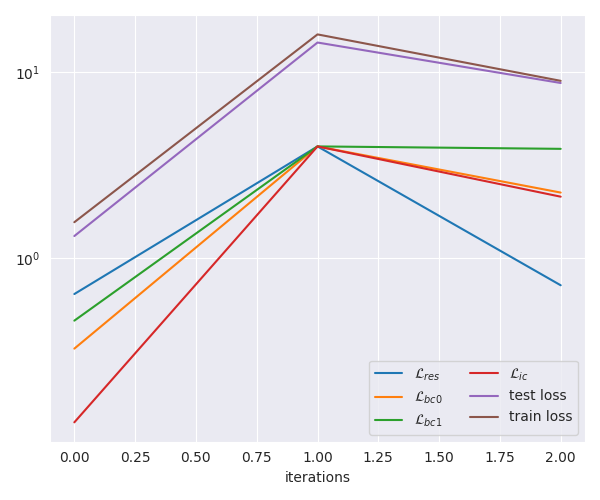 10^1
10^0
0.00 0.25 0.50 0.75 1.00 1.25 1.50 1.75 2.00
iterations
ℒ_res ℒ_ic
ℒ_bc0 test loss
ℒ_bc1 train loss